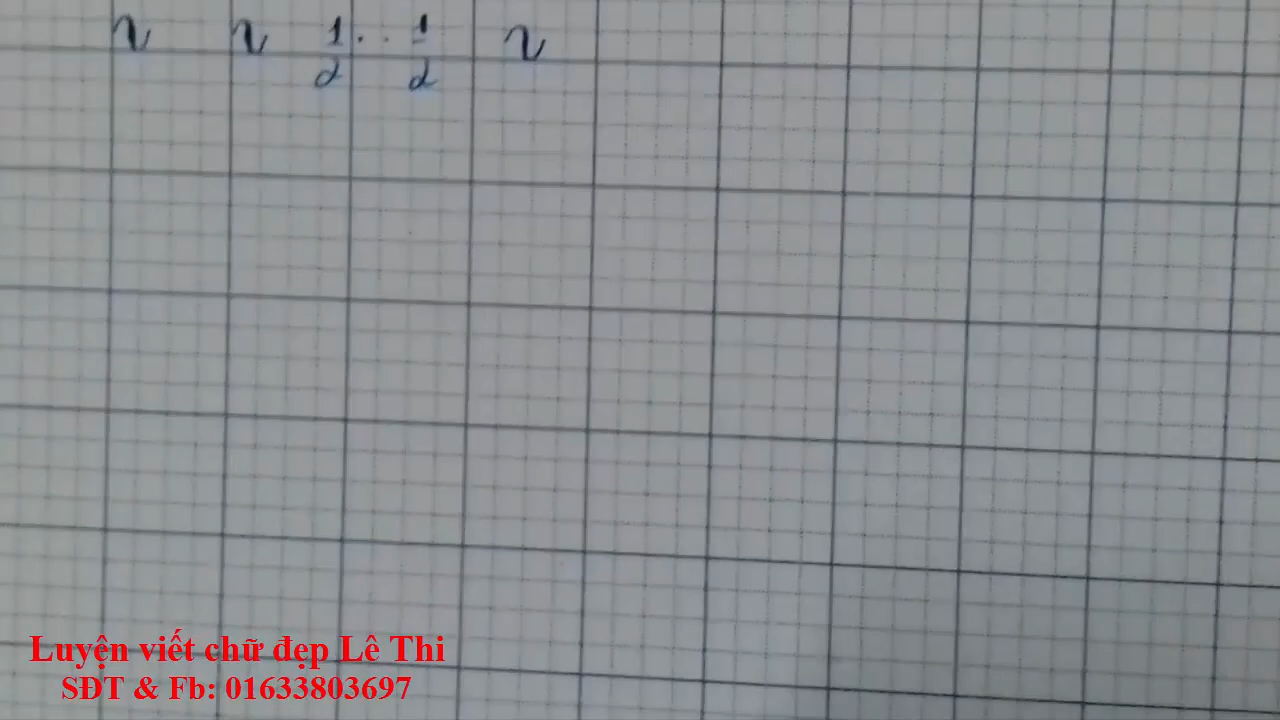 r r 1/2 . . 1/2 r
Luyện viết chữ đẹp Lê Thi
SĐT & Fb: 01633803697